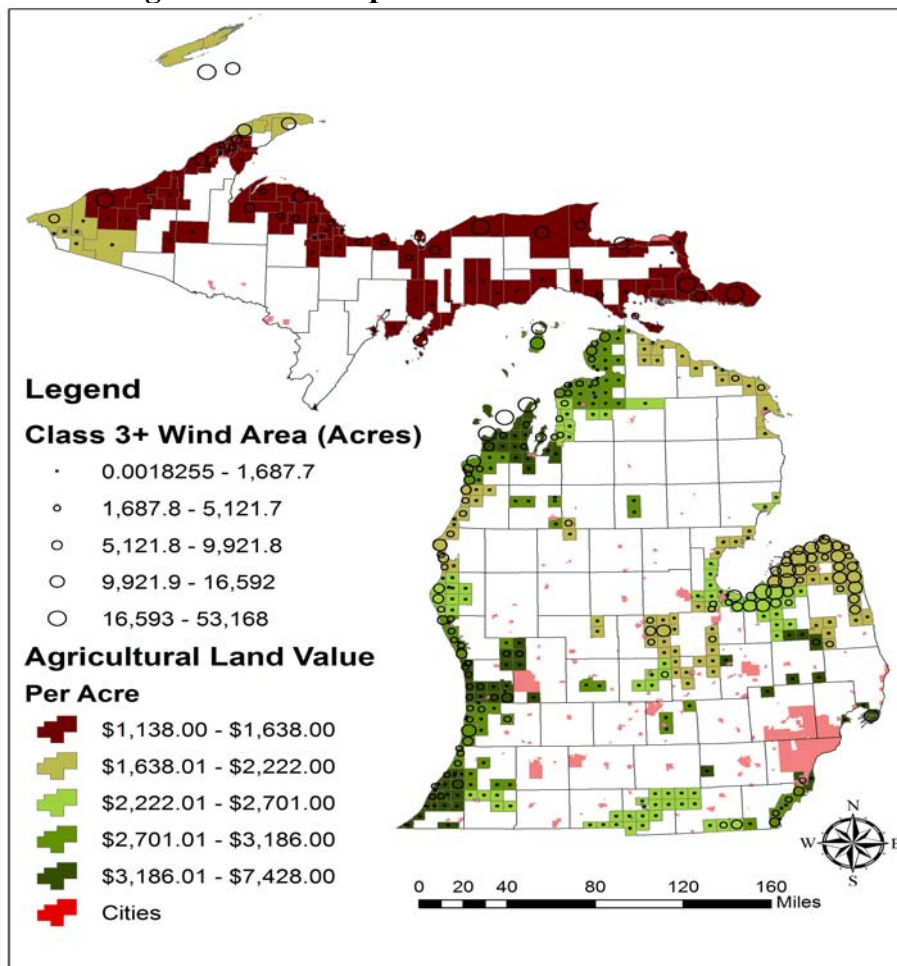 Legend
Class 3+ Wind Area (Acres)
0.0018255 - 1,687.7
1,687.8 - 5,121.7
5,121.8 - 9,921.8
9,921.9 - 16,592
16,593 - 53,168
Agricultural Land Value
Per Acre
$1,138.00 - $1,638.00
$1,638.01 - $2,222.00
$2,222.01 - $2,701.00
$2,701.01 - $3,186.00
$3,186.01 - $7,428.00
Cities
N
W E
S
0 20 40 80 120 160
Miles